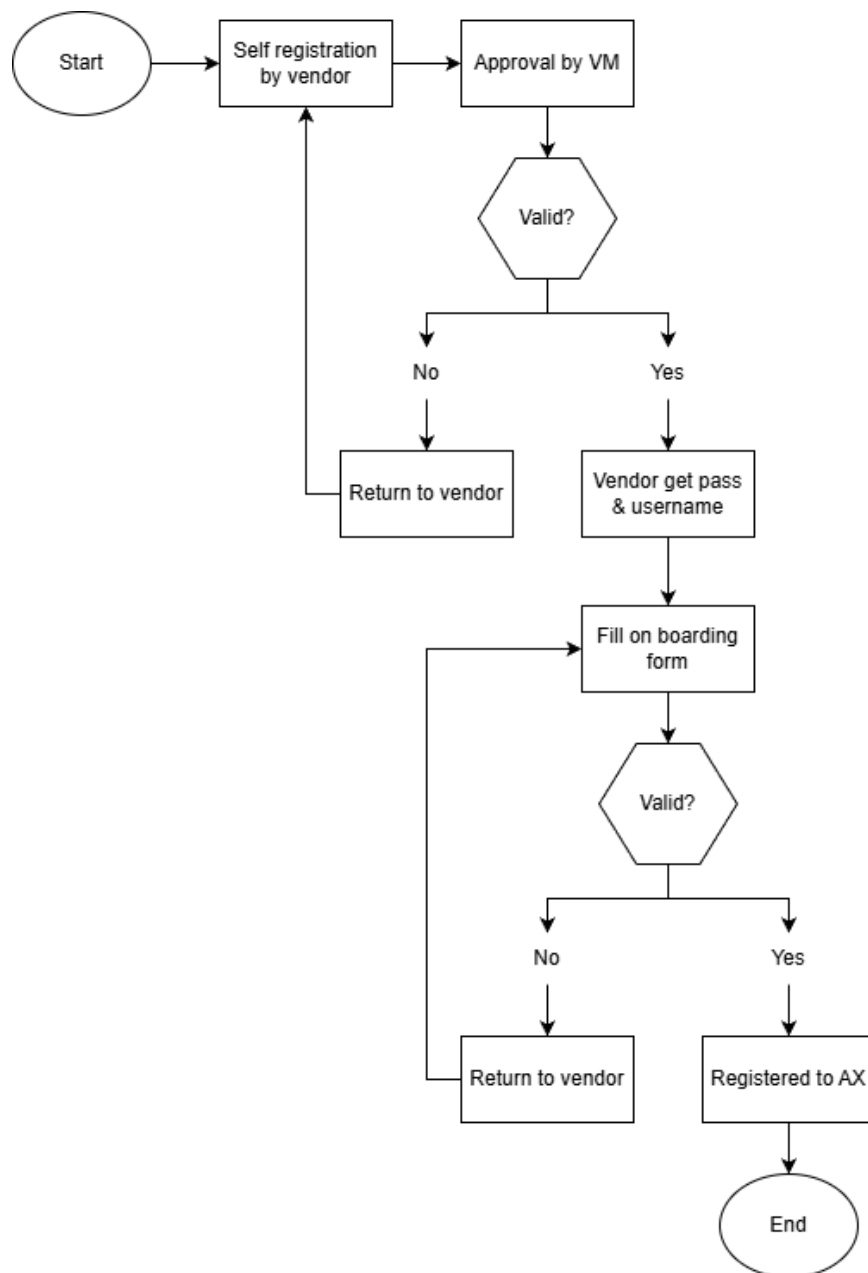 Start
Self registration
by vendor
Approval by VM
Valid?
No
Yes
Return to vendor
Vendor get pass
& username
Fill on boarding
form
Valid?
No
Yes
Return to vendor
Registered to AX
End